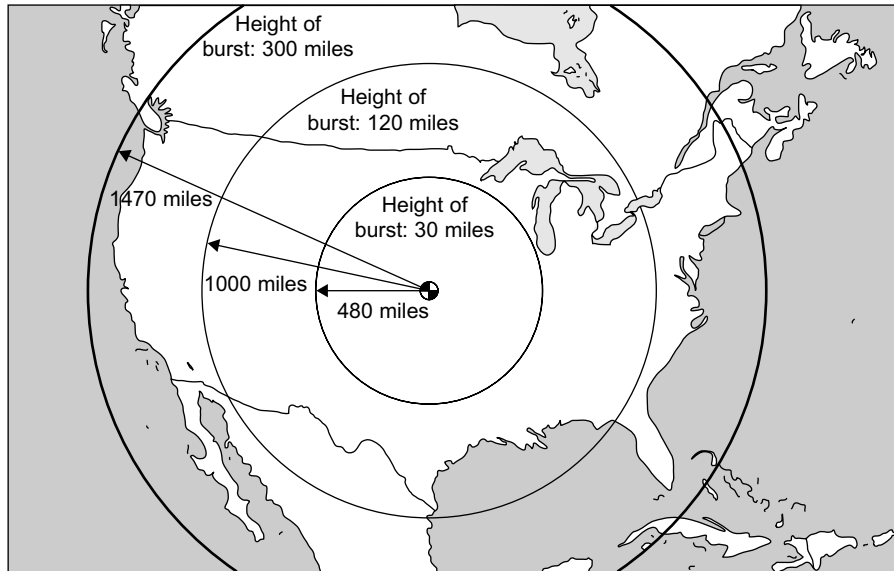 Height of
burst: 300 miles
Height of
burst: 120 miles
1470 miles
Height of
burst: 30 miles
1000 miles
480 miles